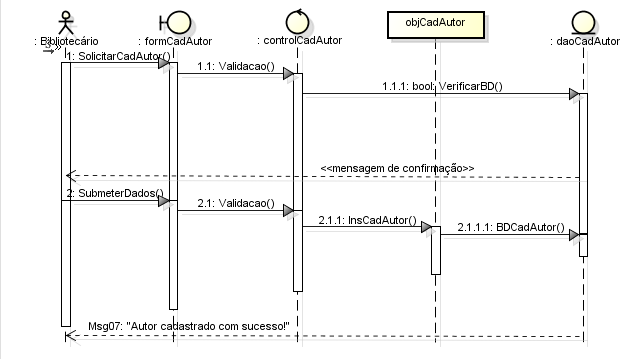 objCadAutor
: Bibliotecário
: formCadAutor
: controlCadAutor
: daoCadAutor
1: SolicitarCadAutor()
1.1: Validacao()
1.1.1: bool: VerificarBD()
<<mensagem de confirmação>>
2: SubmeterDados()
2.1: Validacao()
2.1.1: InsCadAutor()
2.1.1.1: BDCadAutor()
Msg07: "Autor cadastrado com sucesso!"